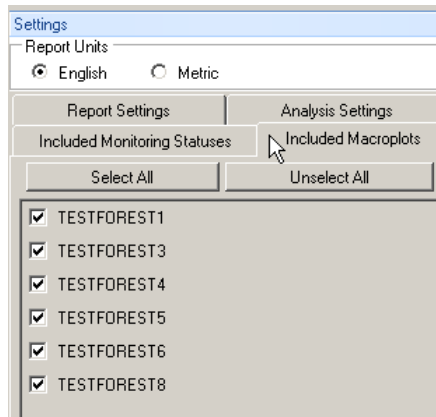 Settings
Report Units
English Metric
Report Settings Analysis Settings
Included Monitoring Statuses Included Macroplots
Select All Unselect All
TESTFOREST1
TESTFOREST3
TESTFOREST4
TESTFOREST5
TESTFOREST6
TESTFOREST8